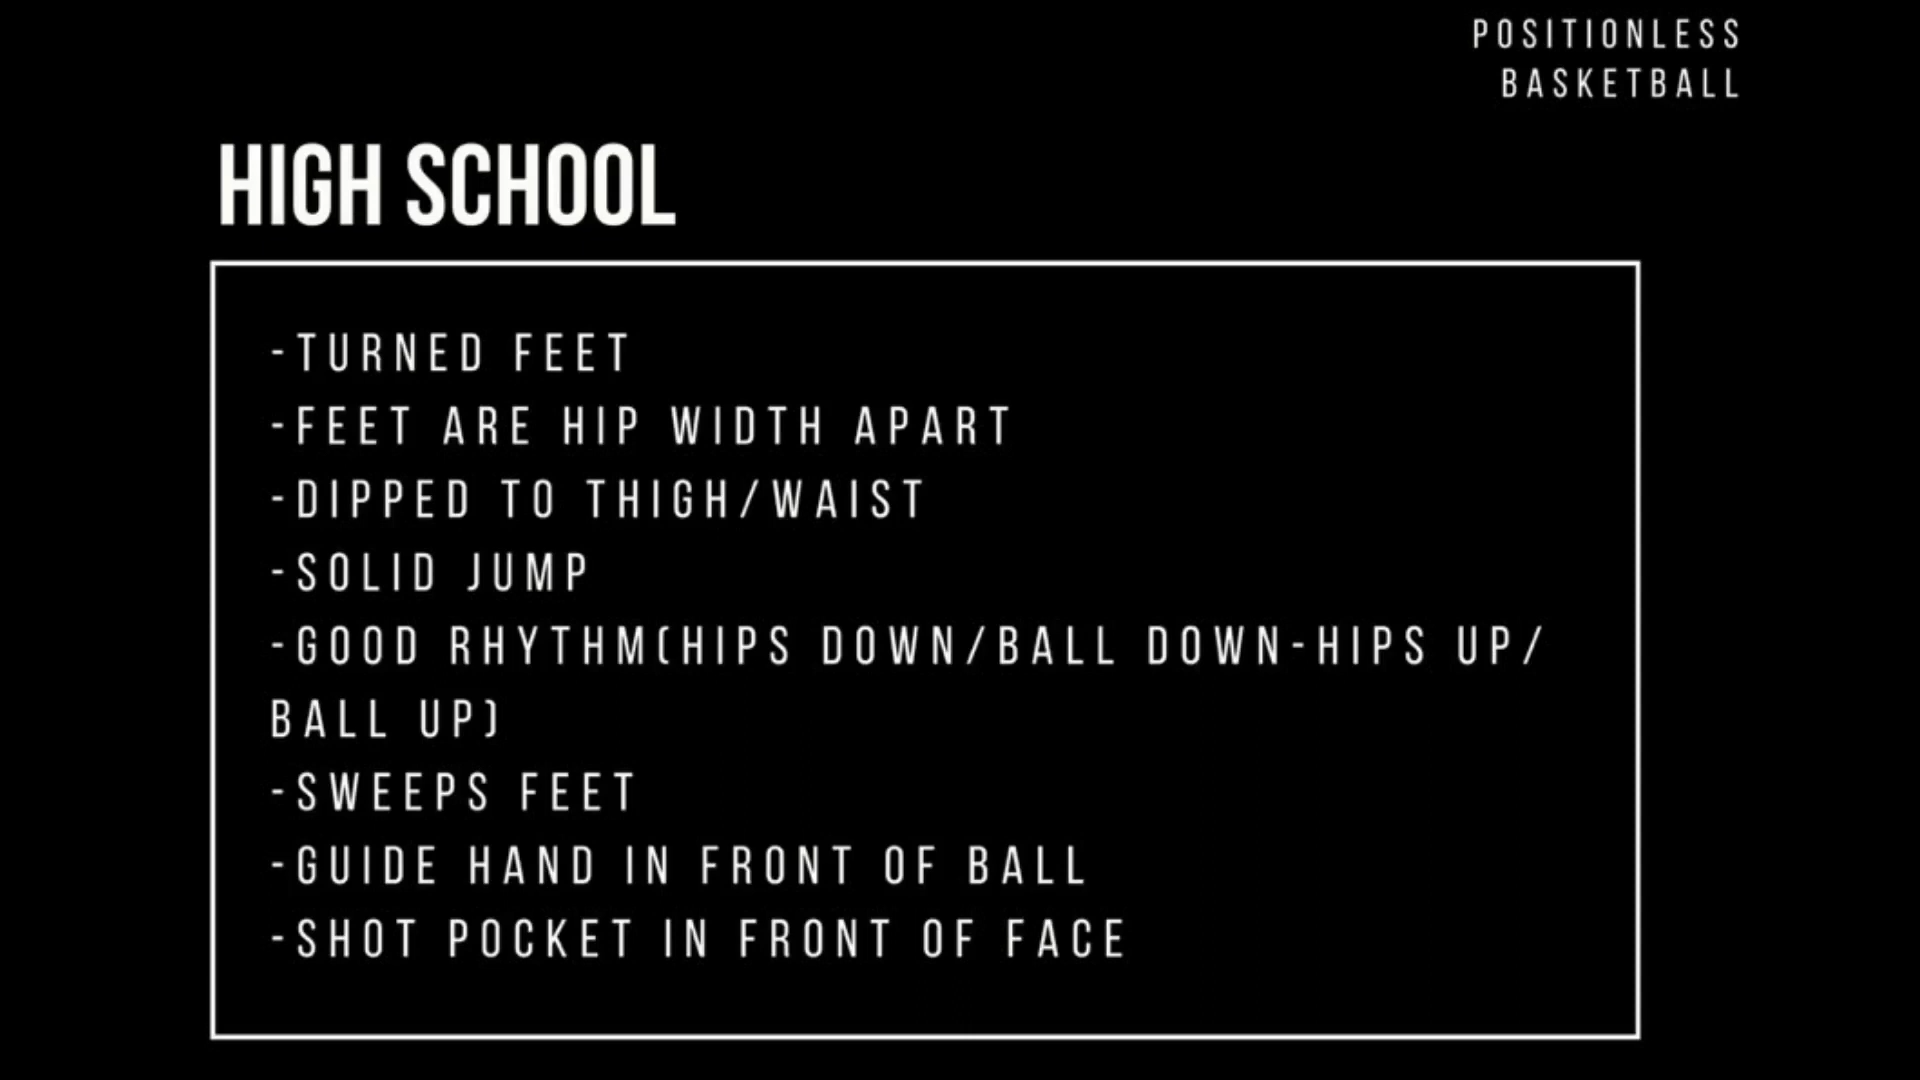 POSITIONLESS
BASKETBALL
HIGH SCHOOL
-TURNED FEET
-FEET ARE HIP WIDTH APART
-DIPPED TO THIGH/WAIST
-SOLID JUMP
-GOOD RHYTHM(HIPS DOWN/BALL DOWN-HIPS UP/
BALL UP)
-SWEEPS FEET
-GUIDE HAND IN FRONT OF BALL
-SHOT POCKET IN FRONT OF FACE